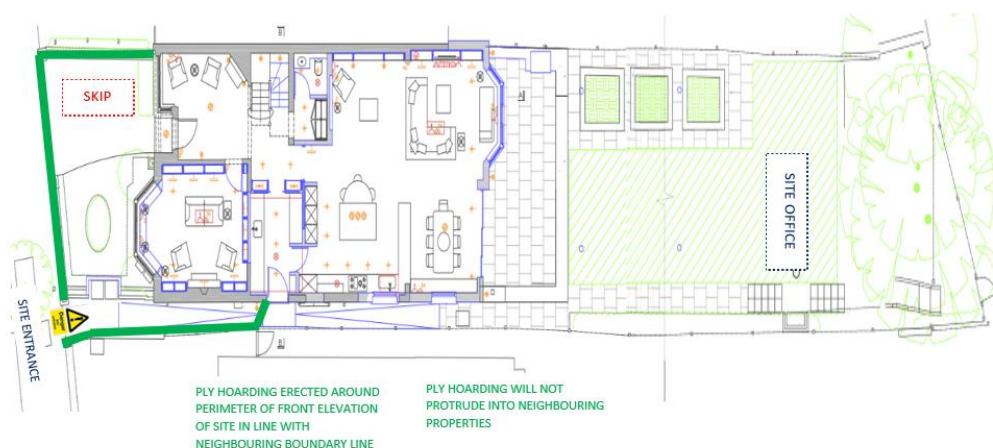 SKIP
SITE OFFICE
SITE ENTRANCE
Danger
PLY HOARDING ERECTED AROUND
PERIMETER OF FRONT ELEVATION
OF SITE IN LINE WITH
NEIGHBOURING BOUNDARY LINE
PLY HOARDING WILL NOT
PROTRUDE INTO NEIGHBOURING
PROPERTIES